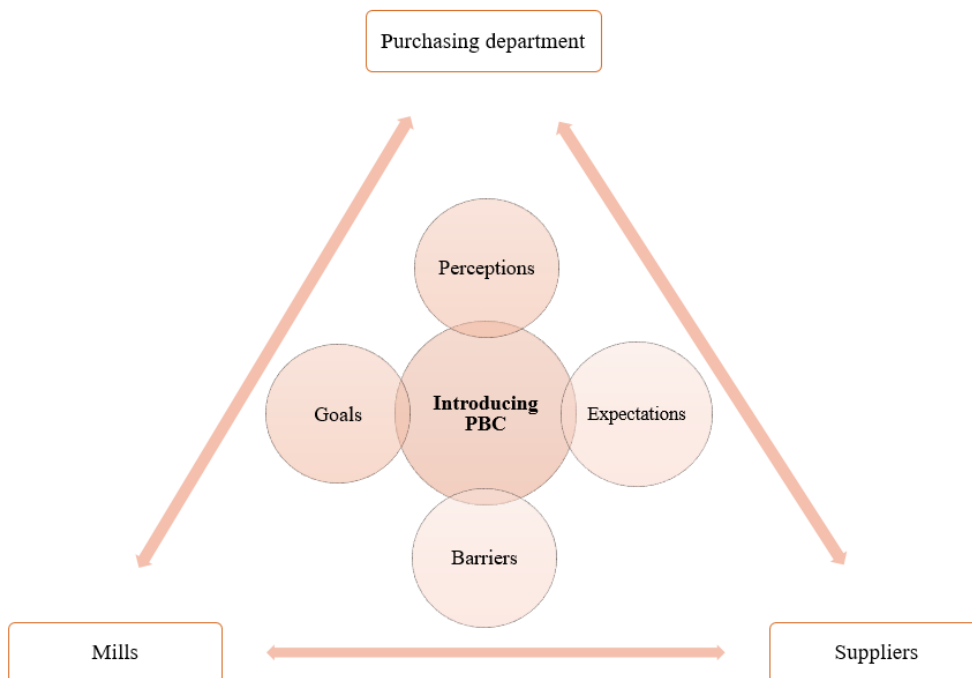 Purchasing department
Perceptions
Goals
Introducing
PBC
Expectations
Barriers
Mills
Suppliers